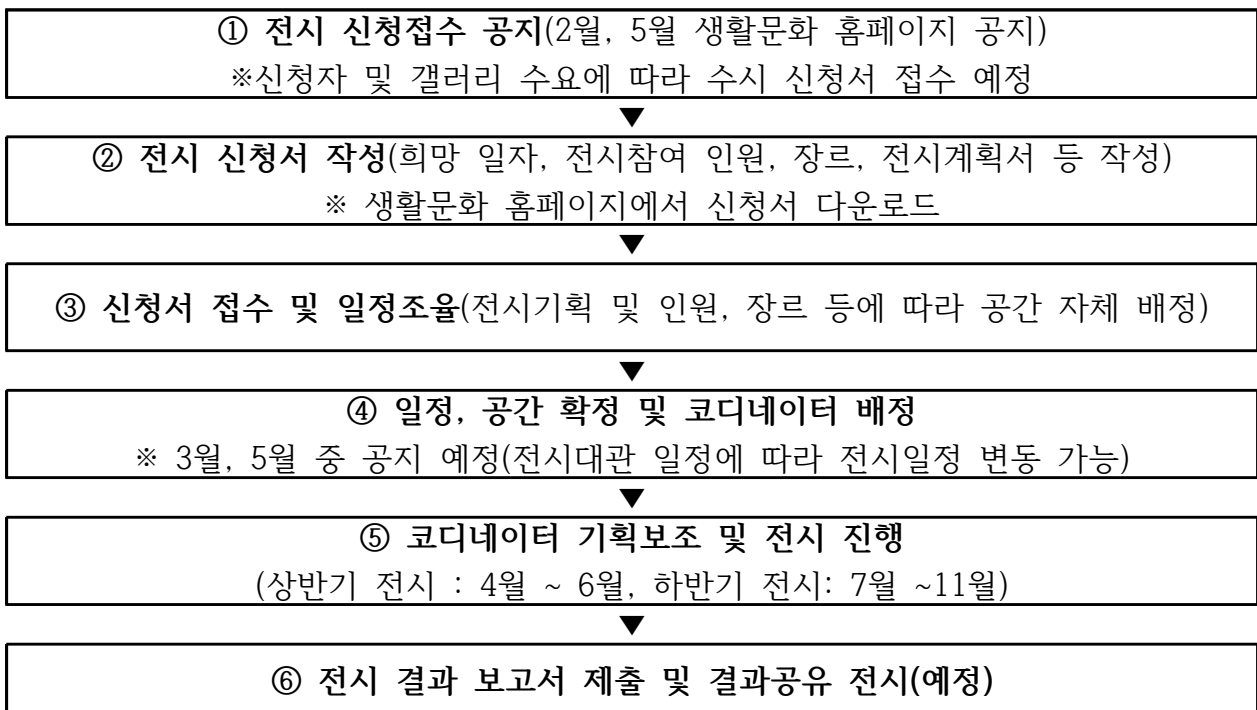 ① 전시 신청접수 공지(2월, 5월 생활문화 홈페이지 공지)
※신청자 및 갤러리 수요에 따라 수시 신청서 접수 예정
▼
② 전시 신청서 작성(희망 일자, 전시참여 인원, 장르, 전시계획서 등 작성)
※ 생활문화 홈페이지에서 신청서 다운로드
▼
③ 신청서 접수 및 일정조율(전시기획 및 인원, 장르 등에 따라 공간 자체 배정)
▼
④ 일정, 공간 확정 및 코디네이터 배정
※ 3월, 5월 중 공지 예정(전시대관 일정에 따라 전시일정 변동 가능)
▼
⑤ 코디네이터 기획보조 및 전시 진행
(상반기 전시 : 4월 ~ 6월, 하반기 전시: 7월 ~11월)
▼
⑥ 전시 결과 보고서 제출 및 결과공유 전시(예정)